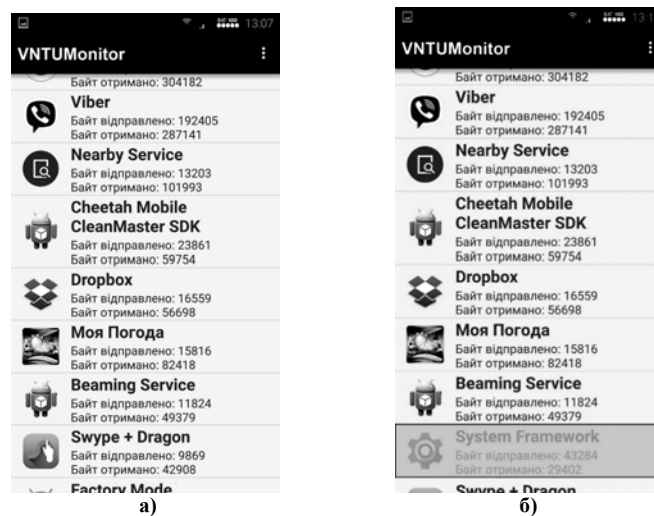 13:07
VNTUMonitor
Байт отримано: 304182
Viber
Байт відправлено: 192405
Байт отримано: 287141
Nearby Service
Байт відправлено: 13203
Байт отримано: 101993
Cheetah Mobile
CleanMaster SDK
Байт відправлено: 23861
Байт отримано: 59754
Dropbox
Байт відправлено: 16559
Байт отримано: 56698
Моя Погода
Байт відправлено: 15816
Байт отримано: 82418
Beaming Service
Байт відправлено: 11824
Байт отримано: 49379
Swype + Dragon
Байт відправлено: 9869
Байт отримано: 42908
Factory Mode
а)
VNTUMonitor
Байт отримано: 304182
Viber
Байт відправлено: 192405
Байт отримано: 287141
Nearby Service
Байт відправлено: 13203
Байт отримано: 101993
Cheetah Mobile
CleanMaster SDK
Байт відправлено: 23861
Байт отримано: 59754
Dropbox
Байт відправлено: 16559
Байт отримано: 56698
Моя Погода
Байт відправлено: 15816
Байт отримано: 82418
Beaming Service
Байт відправлено: 11824
Байт отримано: 49379
System Framework
Байт відправлено: 43284
Байт отримано: 29402
Swype + Dragon
б)